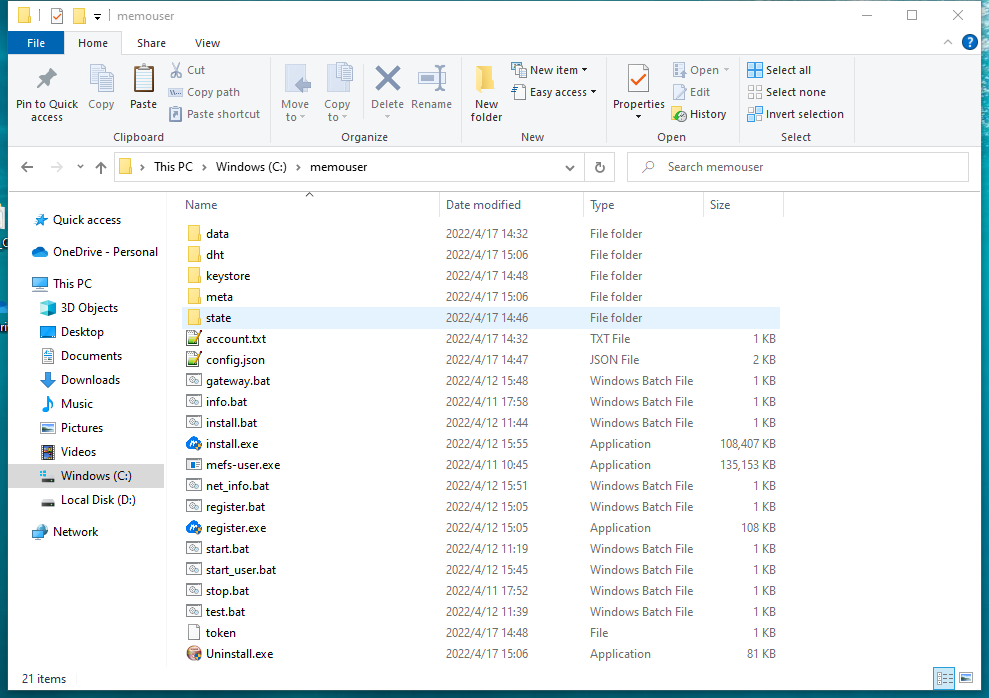 memouser
File Home Share View
Pin to Quick access
Copy
Paste
Cut
Copy path
Paste shortcut
Clipboard
Move to
Copy to
Delete
Rename
Organize
New folder
New item
Easy access
New
Properties
Open
Edit
History
Open
Select all
Select none
Invert selection
Select
This PC › Windows (C:) › memouser
Search memouser
Quick access
OneDrive - Personal
This PC
3D Objects
Desktop
Documents
Downloads
Music
Pictures
Videos
Windows (C:)
Local Disk (D:)
Network
Name Date modified Type Size
data 2022/4/17 14:32 File folder
dht 2022/4/17 15:06 File folder
keystore 2022/4/17 14:48 File folder
meta 2022/4/17 15:06 File folder
state 2022/4/17 14:46 File folder
account.txt 2022/4/17 14:32 TXT File 1 KB
config.json 2022/4/17 14:47 JSON File 2 KB
gateway.bat 2022/4/12 15:48 Windows Batch File 1 KB
info.bat 2022/4/11 17:58 Windows Batch File 1 KB
install.bat 2022/4/12 11:44 Windows Batch File 1 KB
install.exe 2022/4/12 15:55 Application 108,407 KB
mefs-user.exe 2022/4/11 10:45 Application 135,153 KB
net_info.bat 2022/4/12 15:51 Windows Batch File 1 KB
register.bat 2022/4/12 15:05 Windows Batch File 1 KB
register.exe 2022/4/12 15:05 Application 108 KB
start.bat 2022/4/12 11:19 Windows Batch File 1 KB
start_user.bat 2022/4/12 15:45 Windows Batch File 1 KB
stop.bat 2022/4/11 17:52 Windows Batch File 1 KB
test.bat 2022/4/12 11:39 Windows Batch File 1 KB
token 2022/4/17 14:48 File 1 KB
Uninstall.exe 2022/4/17 15:06 Application 81 KB
21 items